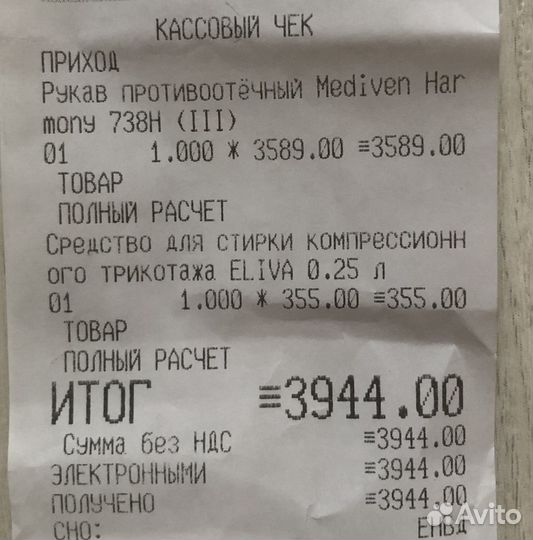 КАССОВЫЙ ЧЕК
ПРИХОД
Рукав противоотёчный Mediven Har
mony 738H (III)
01 1.000 * 3589.00 ≡3589.00
ТОВАР
ПОЛНЫЙ РАСЧЕТ
Средство для стирки компрессионн
ого трикотажа ELIVA 0.25 л
01 1.000 * 355.00 ≡355.00
ТОВАР
ПОЛНЫЙ РАСЧЕТ
ИТОГ ≡3944.00
Сумма без НДС ≡3944.00
ЭЛЕКТРОННЫМИ ≡3944.00
ПОЛУЧЕНО ≡3944.00
СНО: ЕНВД
Avito